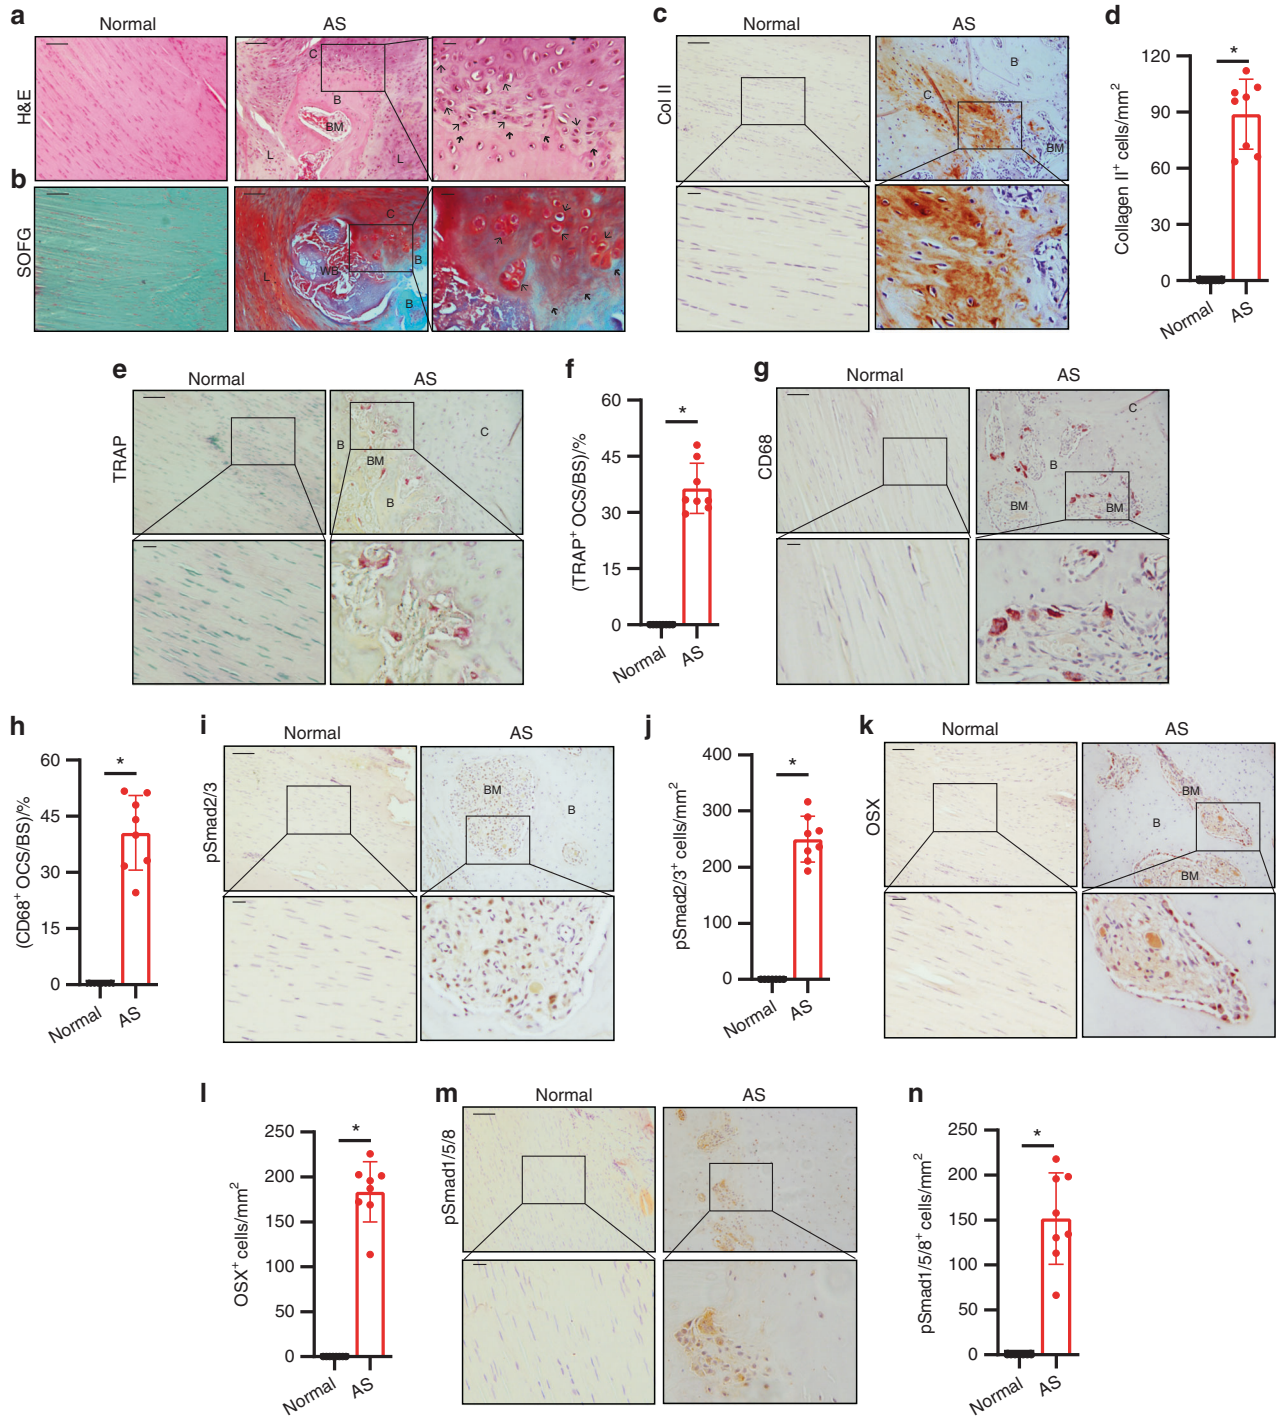 a
Normal
AS
H&E
C
B
BM
L
L
b
SOFG
C
WB
B
L
B
c
Normal
AS
Col II
B
C
BM
d
*
Collagen II⁺ cells/mm²
120
90
60
30
0
Normal
AS
e
Normal
AS
TRAP
B
C
BM
B
f
*
(TRAP⁺ OCS/BS)/%
60
45
30
15
0
Normal
AS
g
Normal
AS
CD68
C
B
BM
BM
h
*
(CD68⁺ OCS/BS)/%
60
45
30
15
0
Normal
AS
i
Normal
AS
pSmad2/3
BM
B
j
*
pSmad2/3⁺ cells/mm²
400
300
200
100
0
Normal
AS
k
Normal
AS
OSX
BM
B
BM
l
*
OSX⁺ cells/mm²
250
200
150
100
50
0
Normal
AS
m
Normal
AS
pSmad1/5/8
n
*
pSmad1/5/8⁺ cells/mm²
250
200
150
100
50
0
Normal
AS